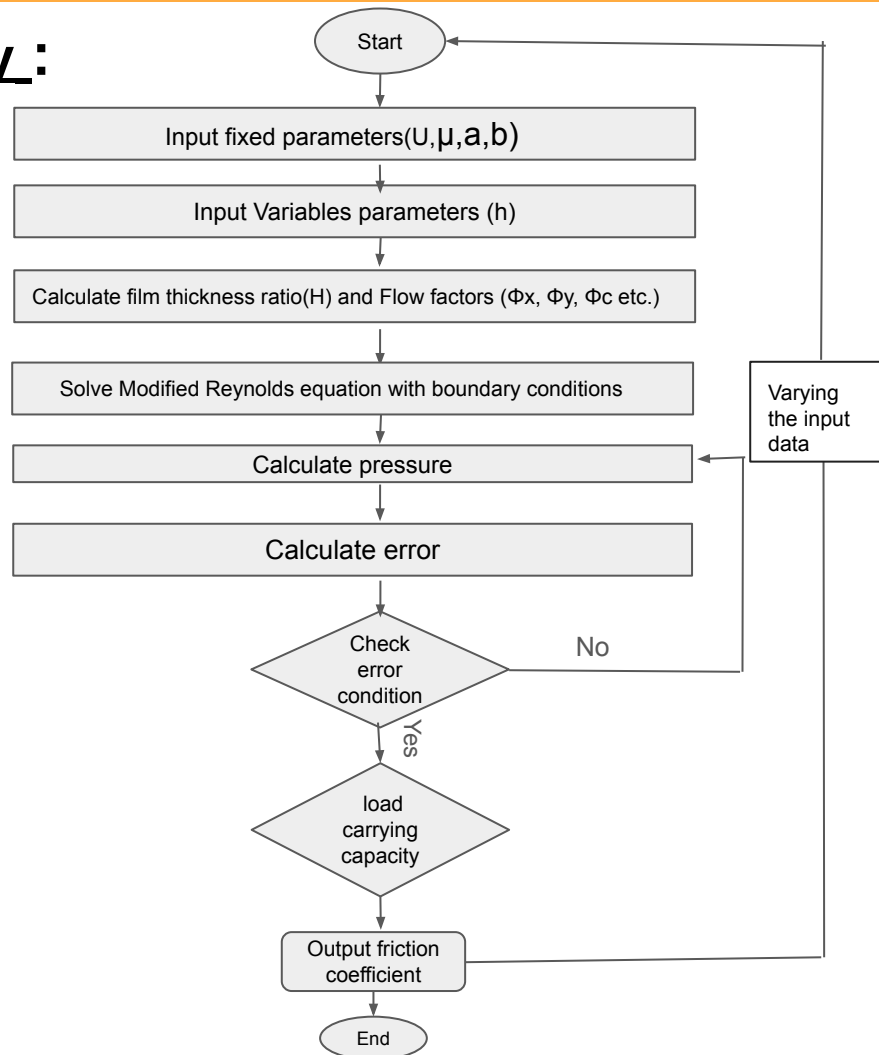 y :
Start
Input fixed parameters(U,μ,a,b)
Input Variables parameters (h)
Calculate film thickness ratio(H) and Flow factors (Φx, Φy, Φc etc.)
Solve Modified Reynolds equation with boundary conditions
Varying
the input
data
Calculate pressure
Calculate error
Check
error
condition
No
Yes
load
carrying
capacity
Output friction
coefficient
End